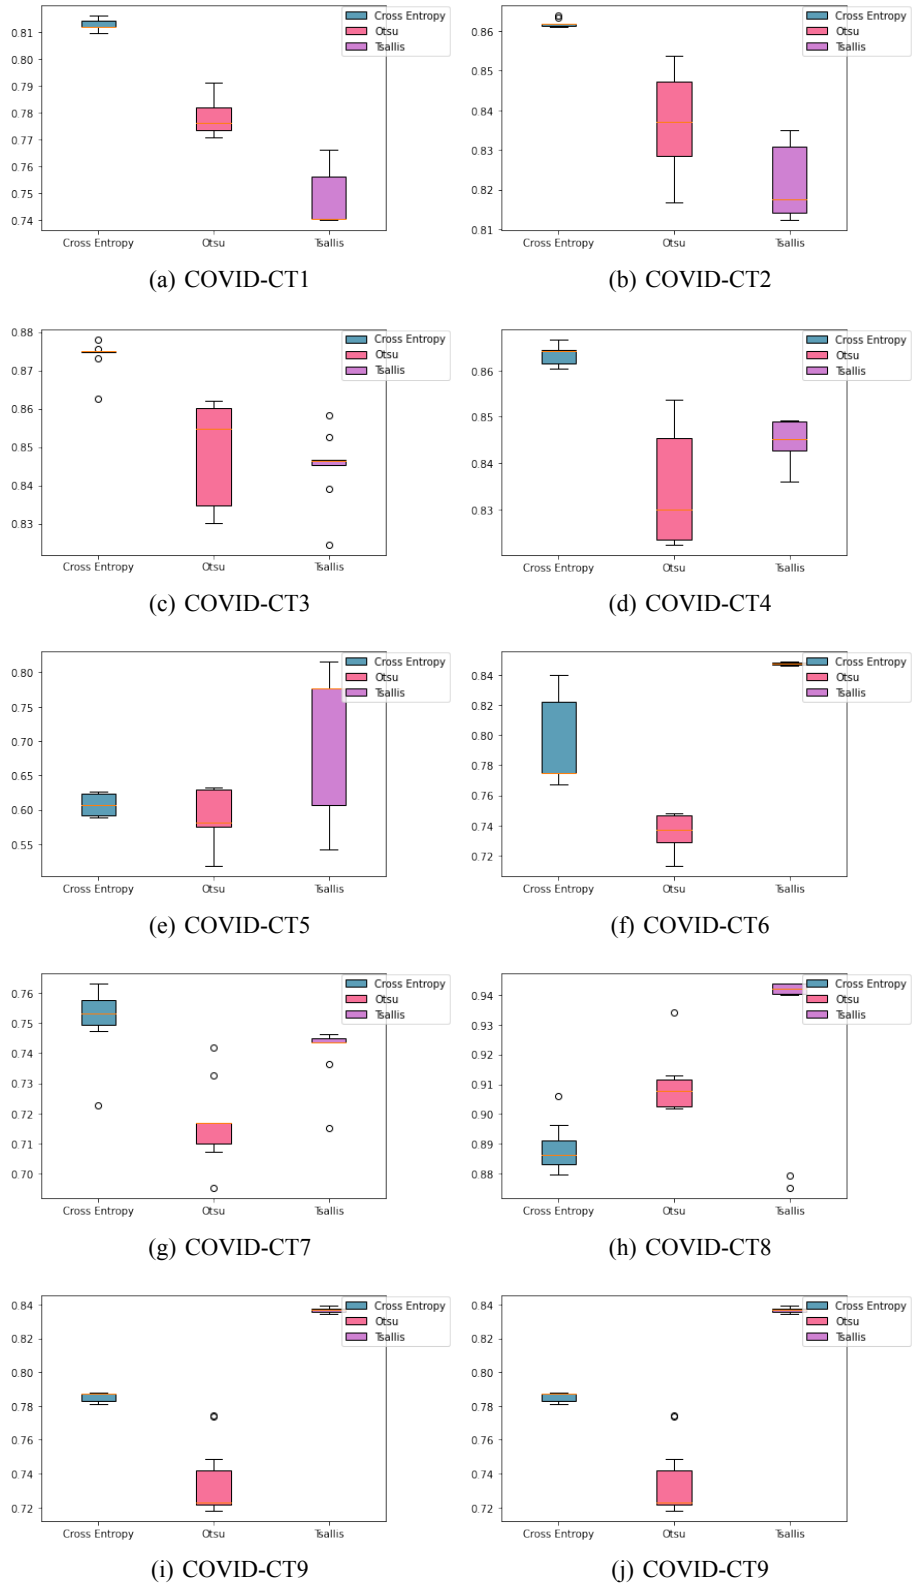 0.81
0.80
0.79
0.78
0.77
0.76
0.75
0.74
Cross Entropy
Otsu
Tsallis
Cross Entropy
Otsu
Tsallis
(a) COVID-CT1
0.86
0.85
0.84
0.83
0.82
0.81
Cross Entropy
Otsu
Tsallis
Cross Entropy
Otsu
Tsallis
(b) COVID-CT2
0.88
0.87
0.86
0.85
0.84
0.83
Cross Entropy
Otsu
Tsallis
Cross Entropy
Otsu
Tsallis
(c) COVID-CT3
0.86
0.85
0.84
0.83
Cross Entropy
Otsu
Tsallis
Cross Entropy
Otsu
Tsallis
(d) COVID-CT4
0.80
0.75
0.70
0.65
0.60
0.55
Cross Entropy
Otsu
Tsallis
Cross Entropy
Otsu
Tsallis
(e) COVID-CT5
0.84
0.82
0.80
0.78
0.76
0.74
0.72
Cross Entropy
Otsu
Tsallis
Cross Entropy
Otsu
Tsallis
(f) COVID-CT6
0.76
0.75
0.74
0.73
0.72
0.71
0.70
Cross Entropy
Otsu
Tsallis
Cross Entropy
Otsu
Tsallis
(g) COVID-CT7
0.94
0.93
0.92
0.91
0.90
0.89
0.88
Cross Entropy
Otsu
Tsallis
Cross Entropy
Otsu
Tsallis
(h) COVID-CT8
0.84
0.82
0.80
0.78
0.76
0.74
0.72
Cross Entropy
Otsu
Tsallis
Cross Entropy
Otsu
Tsallis
(i) COVID-CT9
0.84
0.82
0.80
0.78
0.76
0.74
0.72
Cross Entropy
Otsu
Tsallis
Cross Entropy
Otsu
Tsallis
(j) COVID-CT9